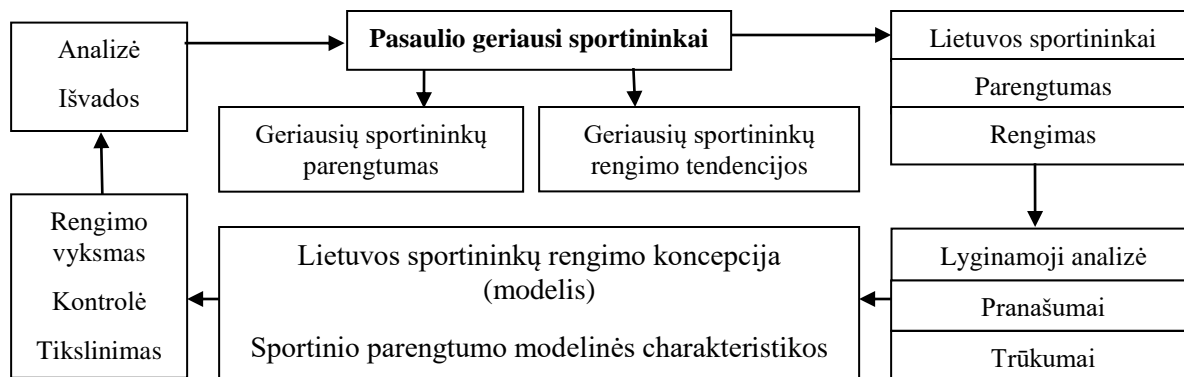 Analizė
Išvados
Pasaulio geriausi sportininkai
Lietuvos sportininkai
Parengtumas
Rengimas
Geriausių sportininkų
parengtumas
Geriausių sportininkų
rengimo tendencijos
Rengimo
vyksmas
Kontrolė
Tikslinimas
Lietuvos sportininkų rengimo koncepcija
(modelis)
Sportinio parengtumo modelinės charakteristikos
Lyginamoji analizė
Pranašumai
Trūkumai